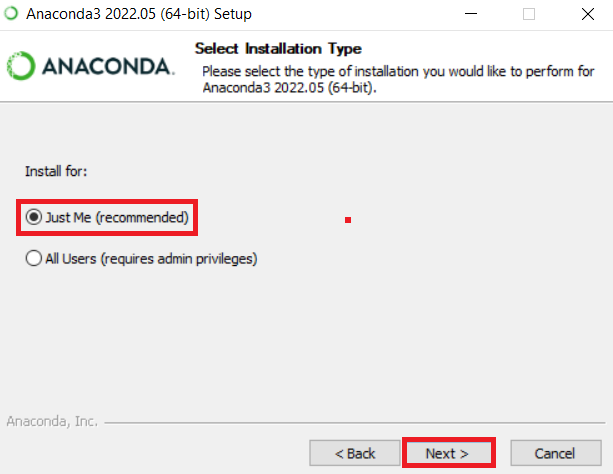 Anaconda3 2022.05 (64-bit) Setup
ANACONDA.
Select Installation Type
Please select the type of installation you would like to perform for
Anaconda3 2022.05 (64-bit).
Install for:
Just Me (recommended)
All Users (requires admin privileges)
Anaconda, Inc.
< Back
Next >
Cancel